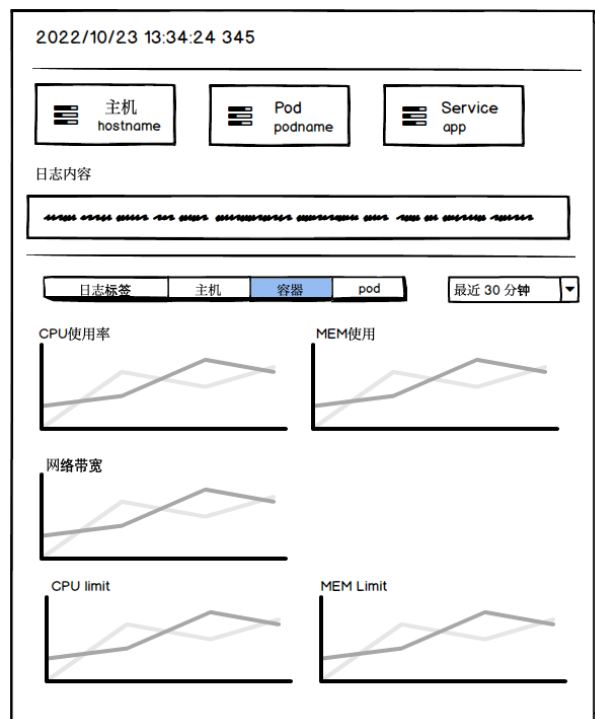 2022/10/23 13:34:24 345
主机
hostname
Pod
podname
Service
app
日志内容
日志标签
主机
容器
pod
最近 30 分钟
CPU使用率
MEM使用
网络带宽
CPU limit
MEM Limit